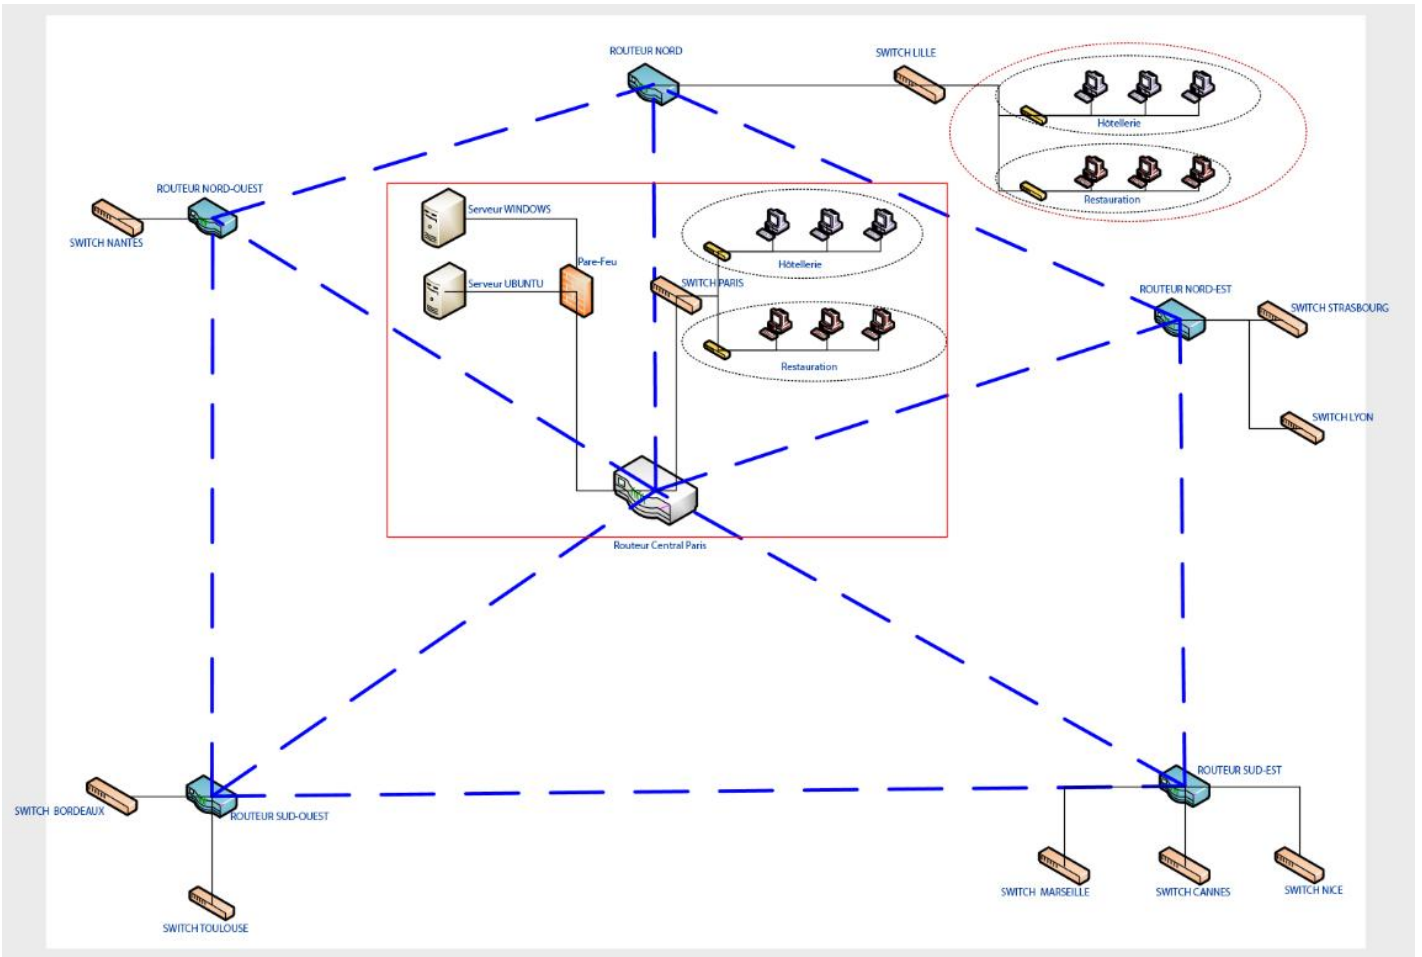 ROUTEUR NORD
SWITCH LILLE
Hôtellerie
Restauration
ROUTEUR NORD-OUEST
SWITCH NANTES
Serveur WINDOWS
Pare-Feu
Serveur UBUNTU
Hôtellerie
SWITCH PARIS
Restauration
ROUTEUR NORD-EST
SWITCH STRASBOURG
SWITCH LYON
Routeur Central Paris
ROUTEUR SUD-EST
SWITCH BORDEAUX
ROUTEUR SUD-OUEST
SWITCH MARSEILLE
SWITCH CANNES
SWITCH NICE
SWITCH TOULOUSE